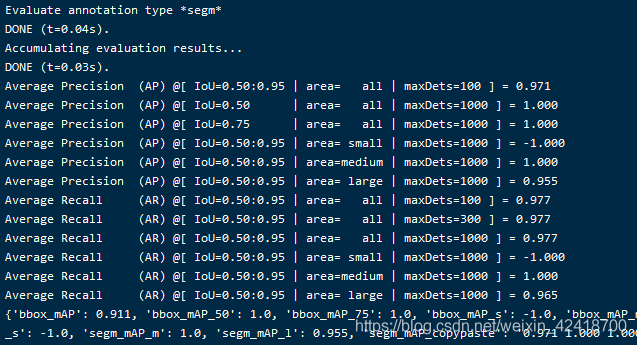 Evaluate annotation type *segm*
DONE (t=0.04s).
Accumulating evaluation results...
DONE (t=0.03s).
Average Precision  (AP) @[ IoU=0.50:0.95 | area=   all | maxDets=100 ] = 0.971
Average Precision  (AP) @[ IoU=0.50      | area=   all | maxDets=1000 ] = 1.000
Average Precision  (AP) @[ IoU=0.75      | area=   all | maxDets=1000 ] = 1.000
Average Precision  (AP) @[ IoU=0.50:0.95 | area= small | maxDets=1000 ] = -1.000
Average Precision  (AP) @[ IoU=0.50:0.95 | area=medium | maxDets=1000 ] = 1.000
Average Precision  (AP) @[ IoU=0.50:0.95 | area= large | maxDets=1000 ] = 0.955
Average Recall     (AR) @[ IoU=0.50:0.95 | area=   all | maxDets=100 ] = 0.977
Average Recall     (AR) @[ IoU=0.50:0.95 | area=   all | maxDets=300 ] = 0.977
Average Recall     (AR) @[ IoU=0.50:0.95 | area=   all | maxDets=1000 ] = 0.977
Average Recall     (AR) @[ IoU=0.50:0.95 | area= small | maxDets=1000 ] = -1.000
Average Recall     (AR) @[ IoU=0.50:0.95 | area=medium | maxDets=1000 ] = 1.000
Average Recall     (AR) @[ IoU=0.50:0.95 | area= large | maxDets=1000 ] = 0.965
{'bbox_mAP': 0.911, 'bbox_mAP_50': 1.0, 'bbox_mAP_75': 1.0, 'bbox_mAP_s': -1.0, 'bbox_mAP_m
_s': -1.0, 'segm_mAP_m': 1.0, 'segm_mAP_l': 0.955, 'segm_mAP_copypaste': '0.971 1.000 1.00
https://blog.csdn.net/weixin_42418700